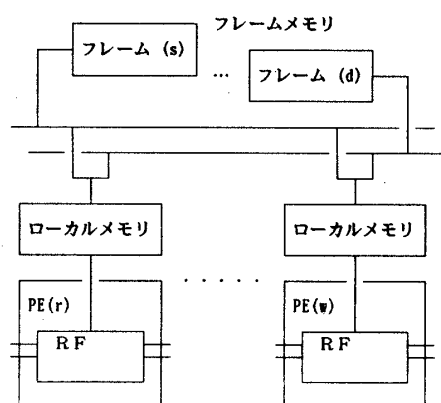 フレームメモリ
フレーム (s)
…
フレーム (d)
ローカルメモリ
ローカルメモリ
.....
PE(r)
PE(w)
RF
RF